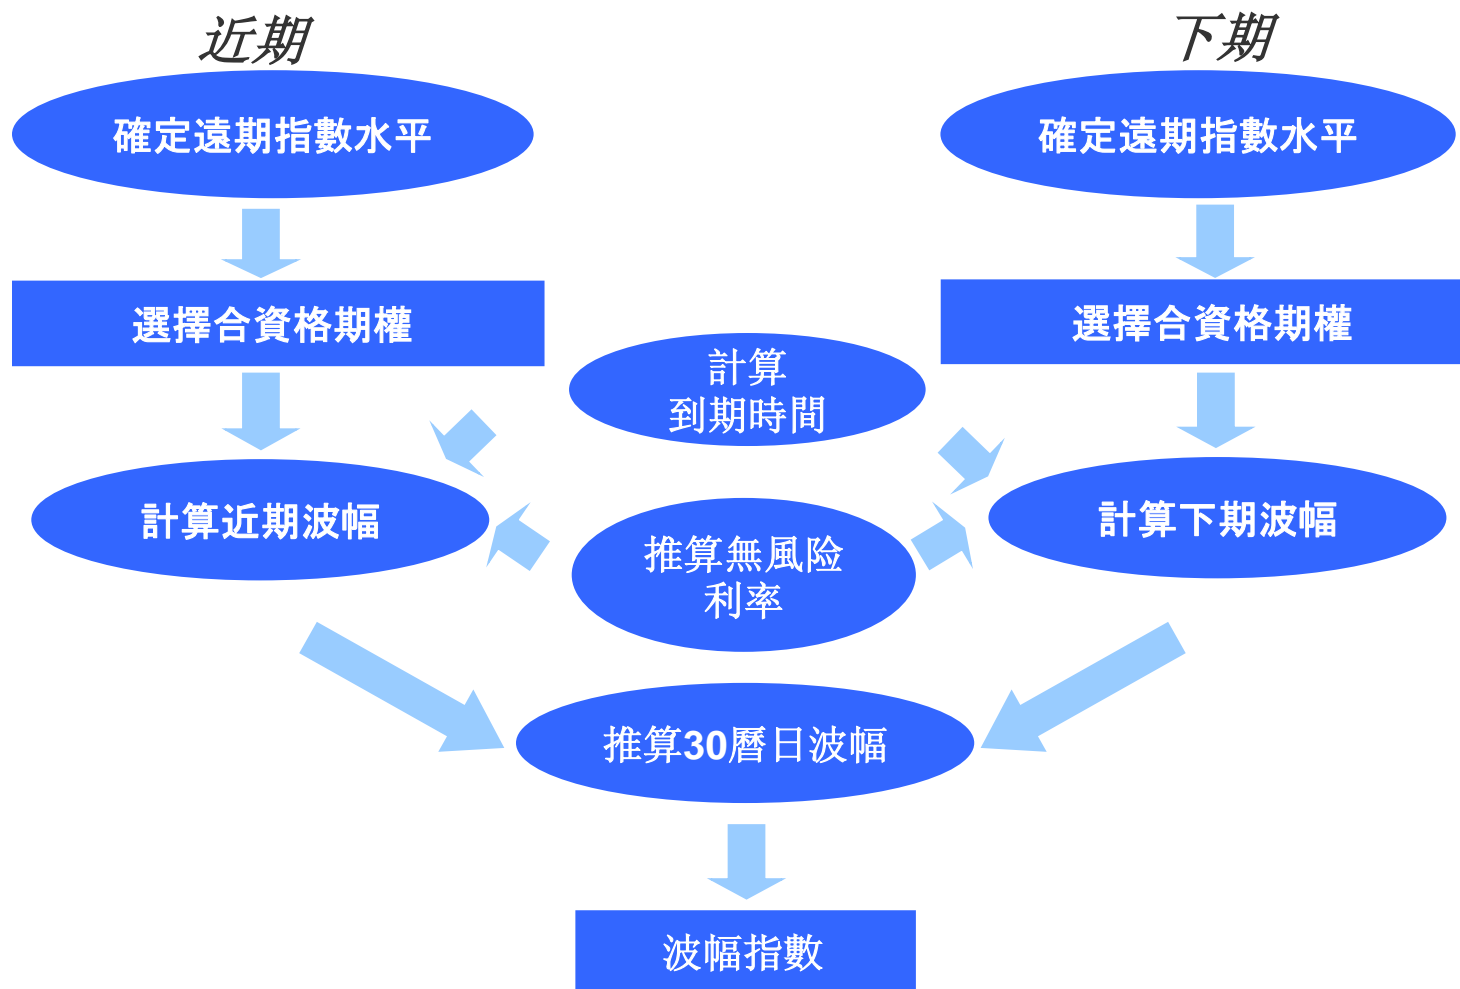 近期
下期
確定遠期指數水平
確定遠期指數水平
選擇合資格期權
選擇合資格期權
計算
到期時間
計算近期波幅
計算下期波幅
推算無風险
利率
推算30曆日波幅
波幅指數